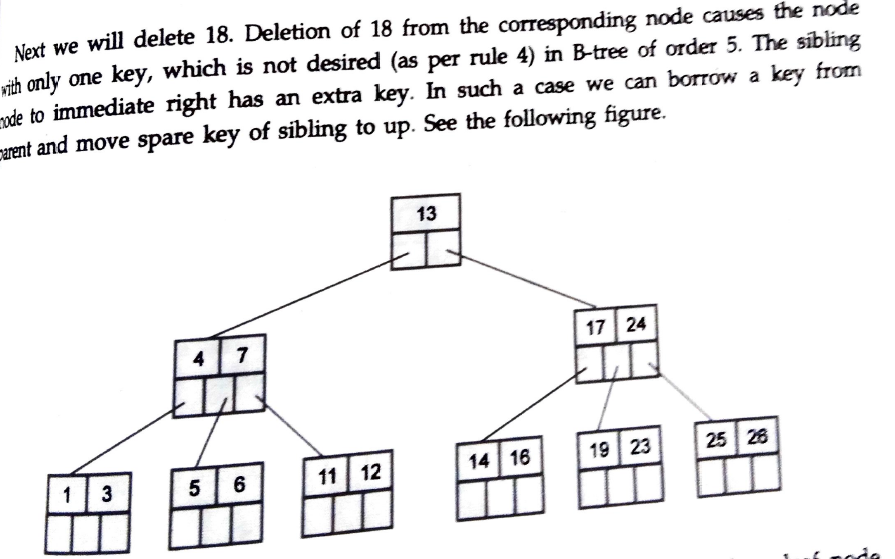 Next we will delete 18. Deletion of 18 from the corresponding node causes the node
with only one key, which is not desired (as per rule 4) in B-tree of order 5. The sibling
node to immediate right has an extra key. In such a case we can borrow a key from
parent and move spare key of sibling to up. See the following figure.
13
17 24
4 7
1 3
5 6
11 12
14 16
19 23
25 26
of node